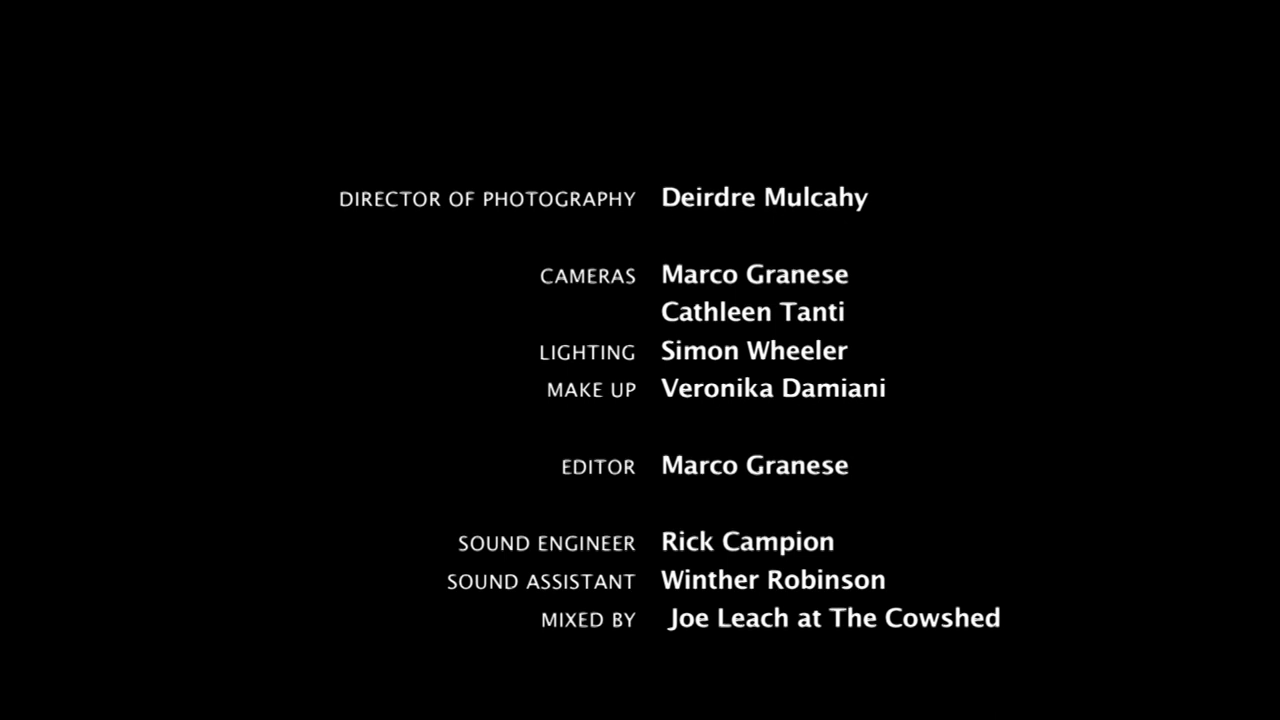 DIRECTOR OF PHOTOGRAPHY Deirdre Mulcahy
CAMERAS Marco Granese
Cathleen Tanti
LIGHTING Simon Wheeler
MAKE UP Veronika Damiani
EDITOR Marco Granese
SOUND ENGINEER Rick Campion
SOUND ASSISTANT Winther Robinson
MIXED BY Joe Leach at The Cowshed